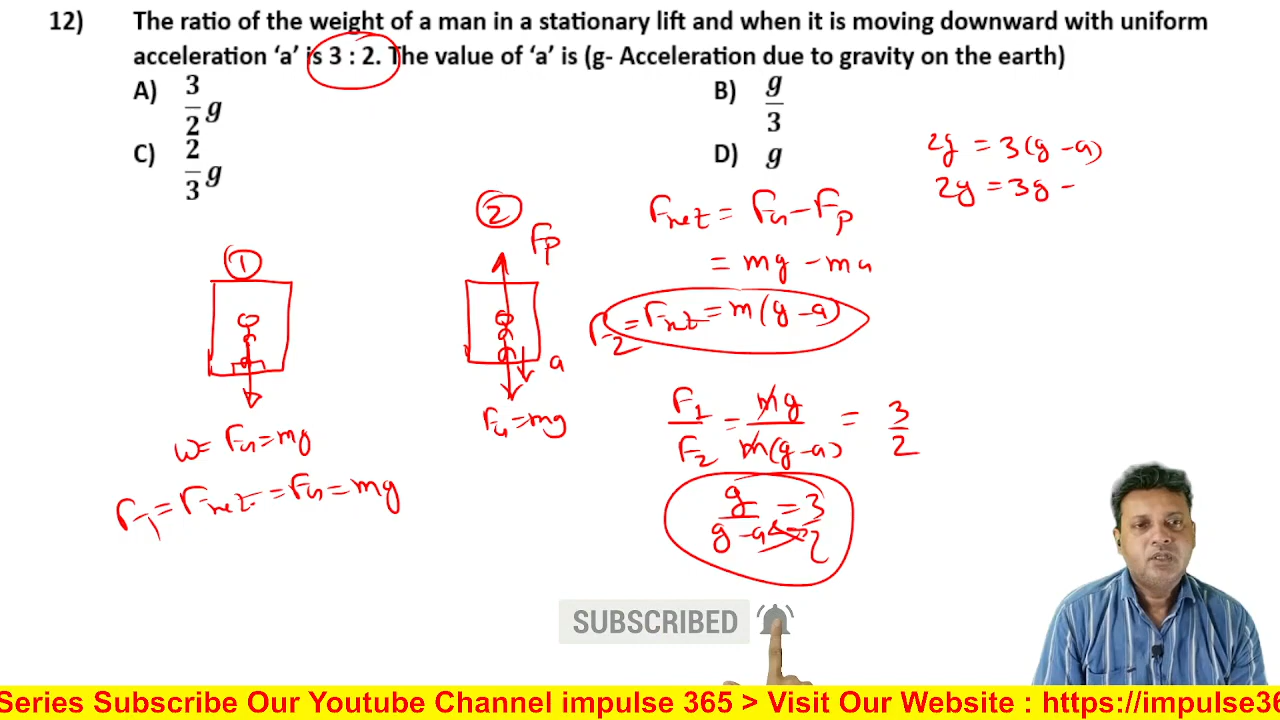 12) The ratio of the weight of a man in a stationary lift and when it is moving downward with uniform
acceleration ‘a’ is 3 : 2. The value of ‘a’ is (g- Acceleration due to gravity on the earth)
A) 3/2 g
B) g/3
C) 2/3 g
D) g
2g = 3(g - a)
2g = 3g -
1
W = Fg = mg
F1 = Fnet = Fg = mg
2
Fp
a
Fg = mg
Fnet = Fg - Fp
= mg - ma
F2 = Fnet = m(g - a)
F1/F2 = mg/m(g - a) = 3/2
g/g - a = 3/2
SUBSCRIBED
Series Subscribe Our Youtube Channel impulse 365 > Visit Our Website : https://impulse36